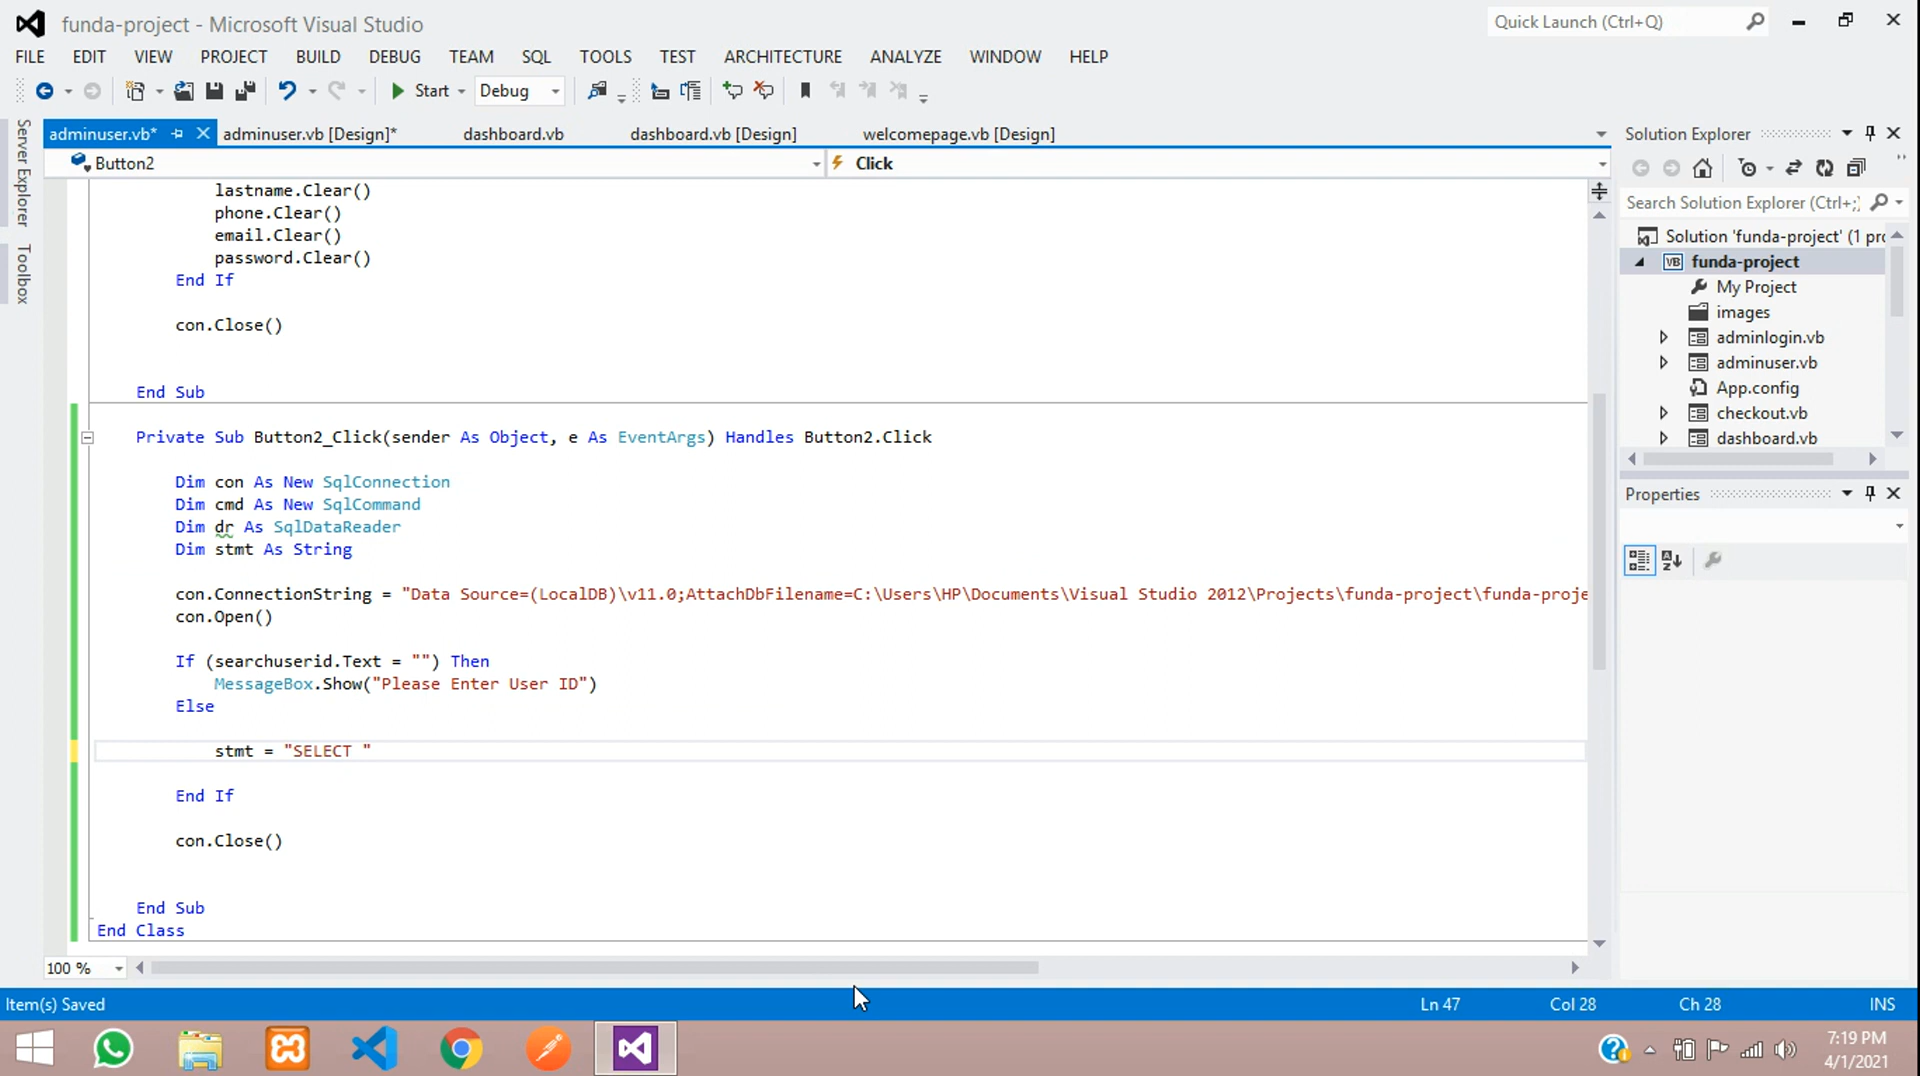 funda-project - Microsoft Visual Studio
Quick Launch (Ctrl+Q)
FILE EDIT VIEW PROJECT BUILD DEBUG TEAM SQL TOOLS TEST ARCHITECTURE ANALYZE WINDOW HELP
Start Debug
Server Explorer
Toolbox
adminuser.vb* adminuser.vb [Design]* dashboard.vb dashboard.vb [Design] welcomepage.vb [Design]
Button2 Click
lastname.Clear()
phone.Clear()
email.Clear()
password.Clear()
End If
con.Close()
End Sub
Private Sub Button2_Click(sender As Object, e As EventArgs) Handles Button2.Click
Dim con As New SqlConnection
Dim cmd As New SqlCommand
Dim dr As SqlDataReader
Dim stmt As String
con.ConnectionString = "Data Source=(LocalDB)\v11.0;AttachDbFilename=C:\Users\HP\Documents\Visual Studio 2012\Projects\funda-project\funda-proje
con.Open()
If (searchuserid.Text = "") Then
MessageBox.Show("Please Enter User ID")
Else
stmt = "SELECT "
End If
con.Close()
End Sub
End Class
100 %
Solution Explorer
Search Solution Explorer (Ctrl+;)
Solution 'funda-project' (1 pro
VB funda-project
My Project
images
adminlogin.vb
adminuser.vb
App.config
checkout.vb
dashboard.vb
Properties
Item(s) Saved Ln 47 Col 28 Ch 28 INS
7:19 PM
4/1/2021